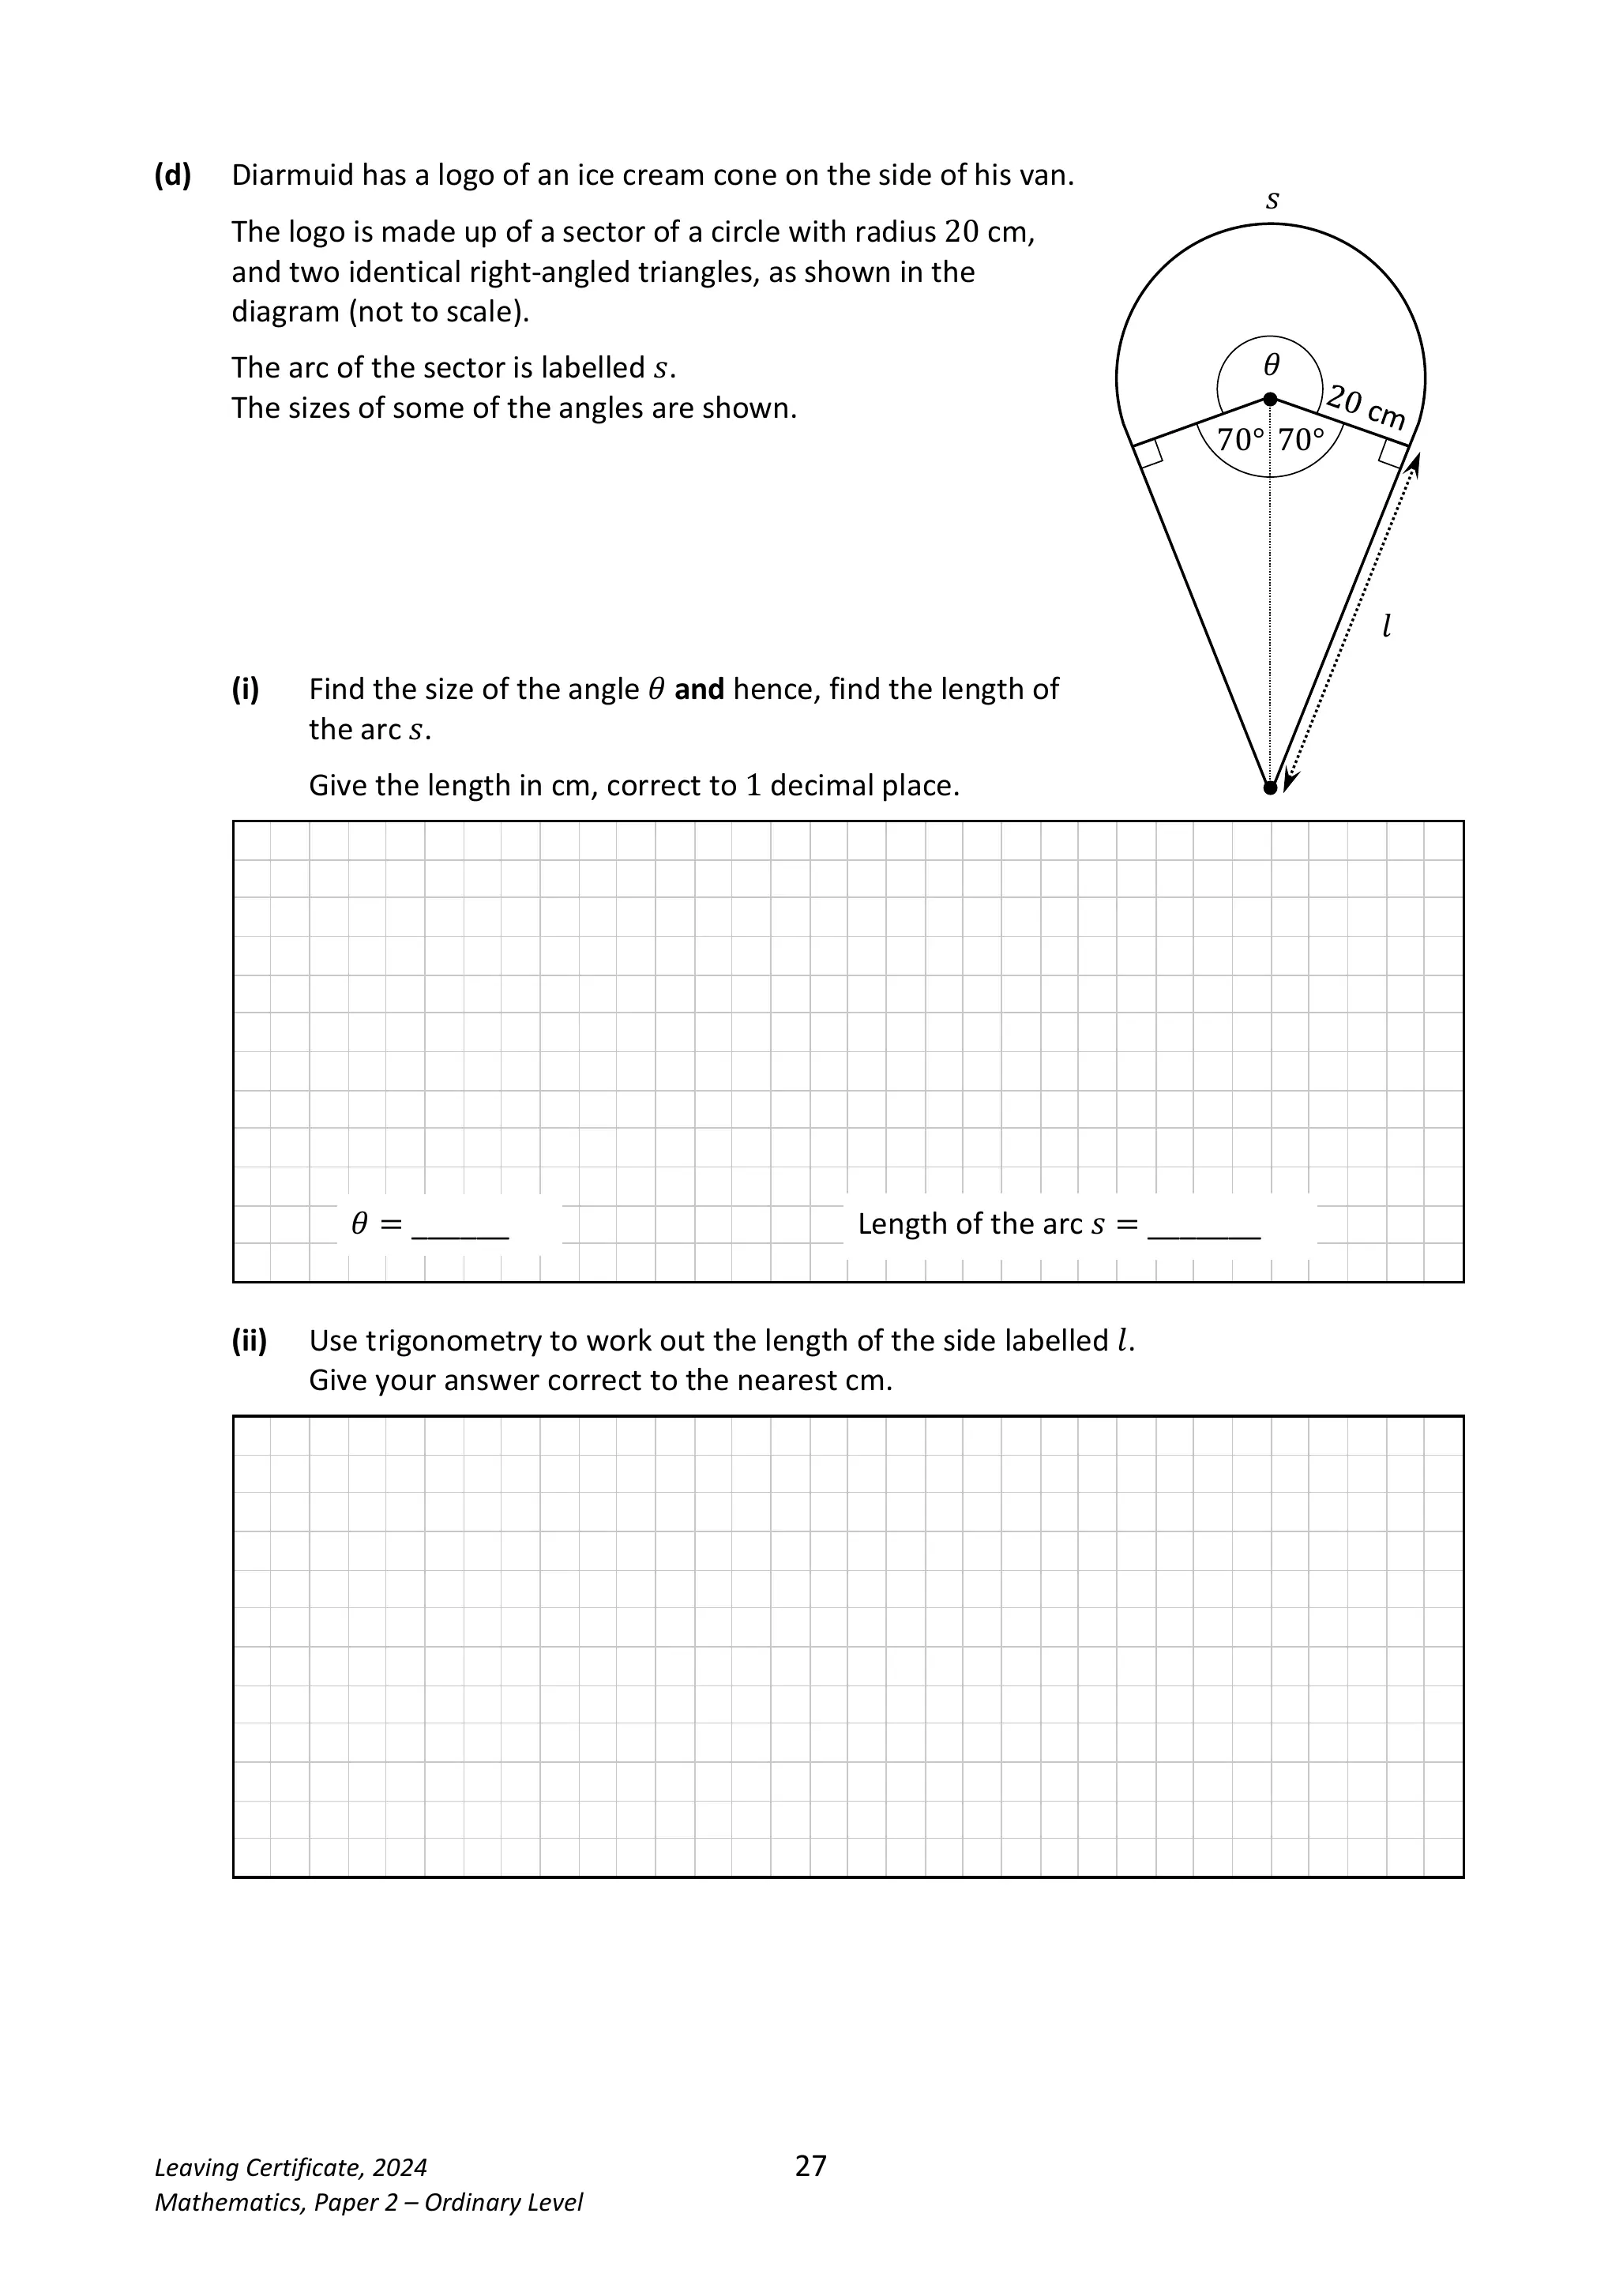 (d) Diarmuid has a logo of an ice cream cone on the side of his van.
The logo is made up of a sector of a circle with radius 20 cm,
and two identical right-angled triangles, as shown in the
diagram (not to scale).
The arc of the sector is labelled s.
The sizes of some of the angles are shown.
s
θ
20 cm
70° 70°
l
(i) Find the size of the angle θ and hence, find the length of
the arc s.
Give the length in cm, correct to 1 decimal place.
θ = ______ Length of the arc s = _______
(ii) Use trigonometry to work out the length of the side labelled l.
Give your answer correct to the nearest cm.
Leaving Certificate, 2024 27
Mathematics, Paper 2 – Ordinary Level